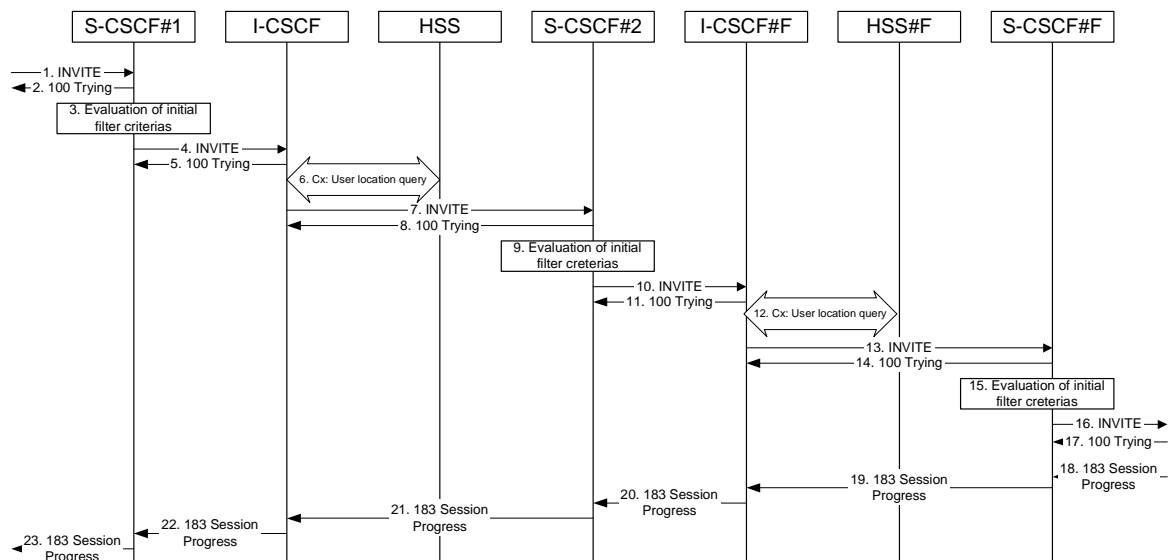 S-CSCF#1
I-CSCF
HSS
S-CSCF#2
I-CSCF#F
HSS#F
S-CSCF#F
1. INVITE
2. 100 Trying
3. Evaluation of initial
filter criterias
4. INVITE
5. 100 Trying
6. Cx: User location query
7. INVITE
8. 100 Trying
9. Evaluation of initial
filter creterias
10. INVITE
11. 100 Trying
12. Cx: User location query
13. INVITE
14. 100 Trying
15. Evaluation of initial
filter creterias
16. INVITE
17. 100 Trying
18. 183 Session
Progress
19. 183 Session
Progress
20. 183 Session
Progress
21. 183 Session
Progress
22. 183 Session
Progress
23. 183 Session
Progress